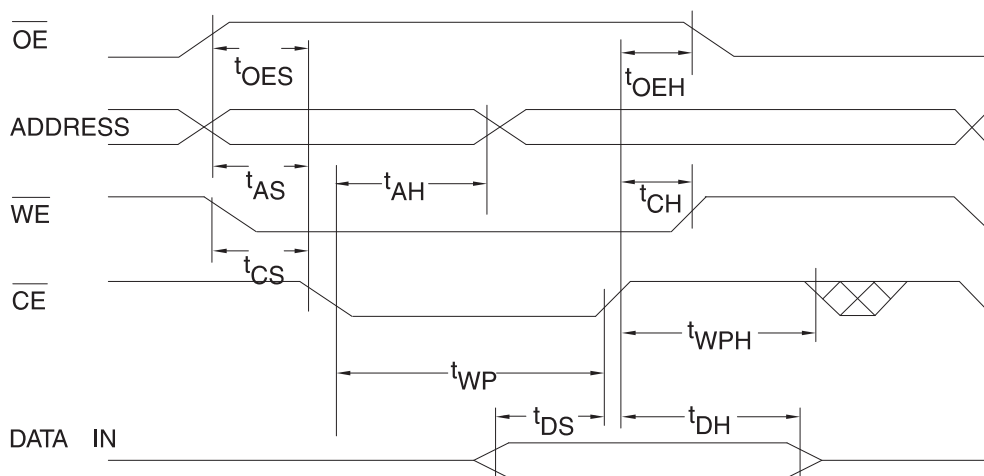 OE
tOES
tOEH
ADDRESS
tAS
tAH
tCH
WE
tCS
CE
tWPH
tWP
tDS
tDH
DATA IN